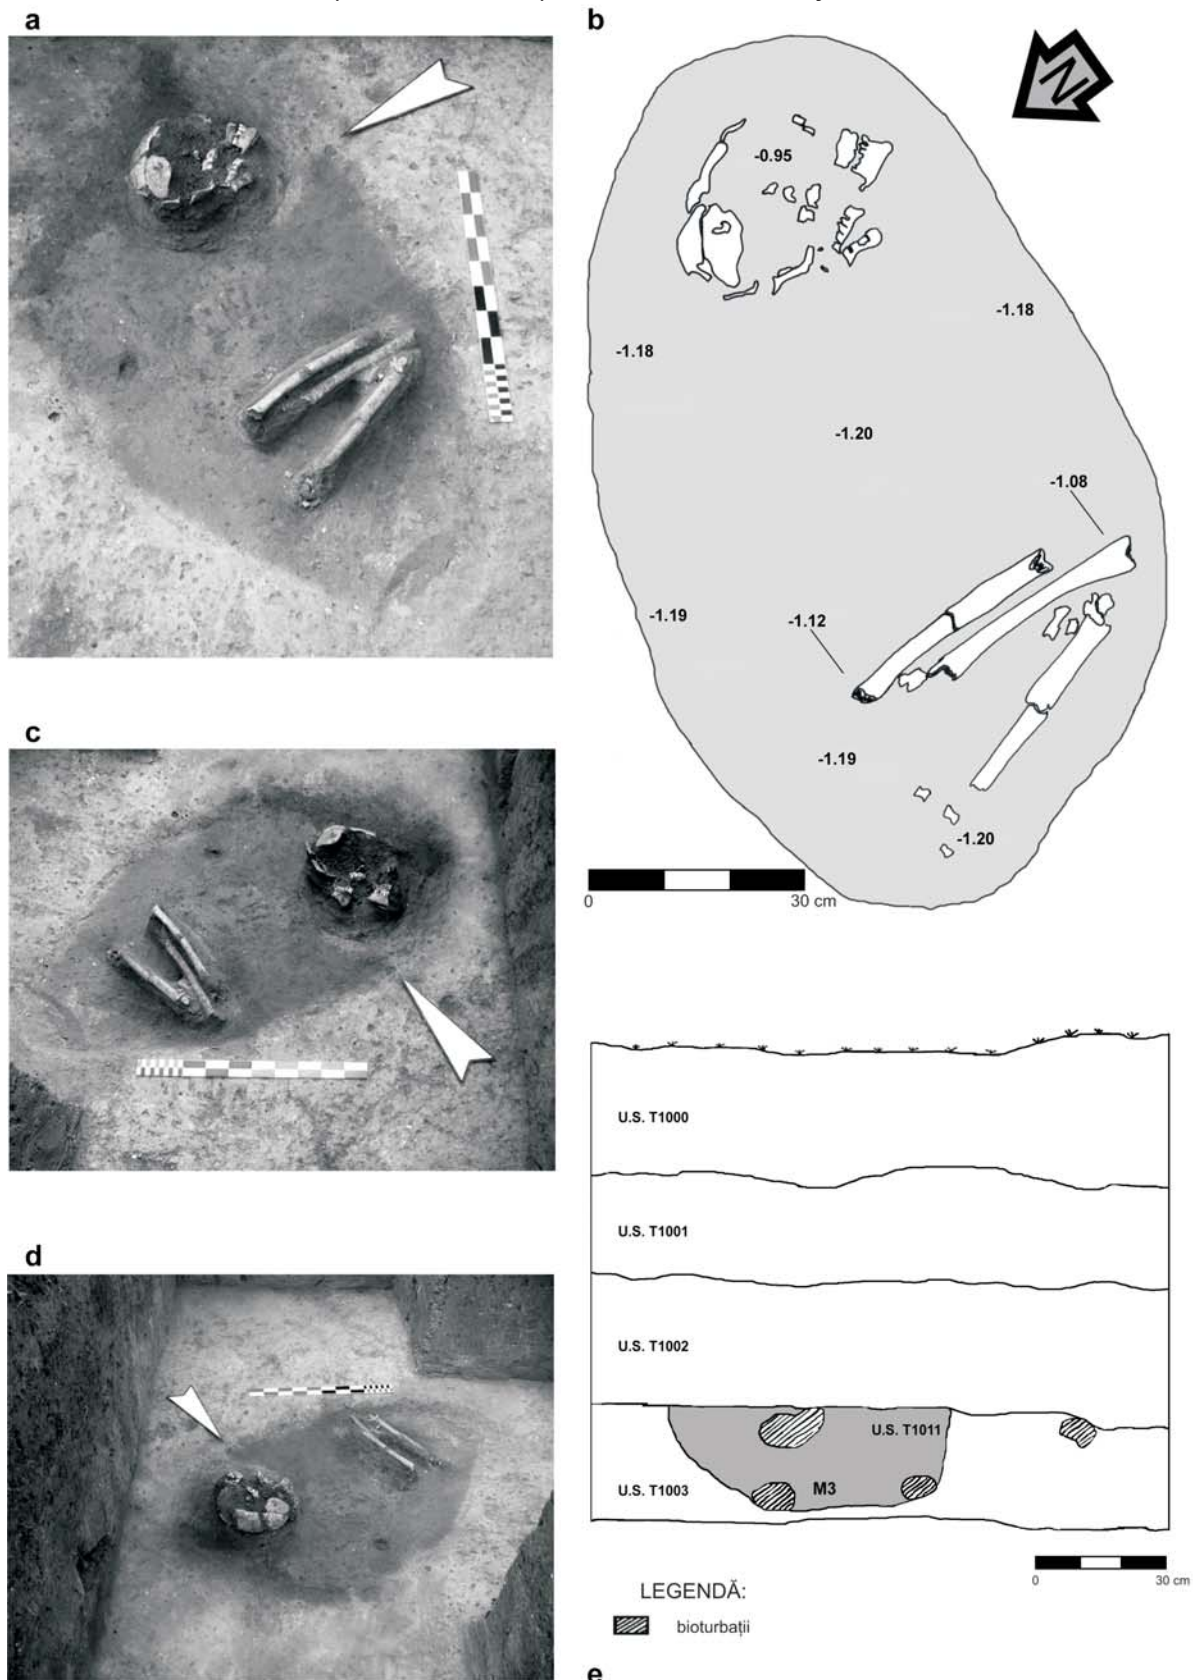 a
b
N
-0.95
-1.18
-1.18
-1.20
-1.08
-1.19
-1.12
-1.19
-1.20
0
30 cm
c
d
U.S. T1000
U.S. T1001
U.S. T1002
U.S. T1011
U.S. T1003
M3
0
30 cm
LEGENDĂ:
bioturbații
e